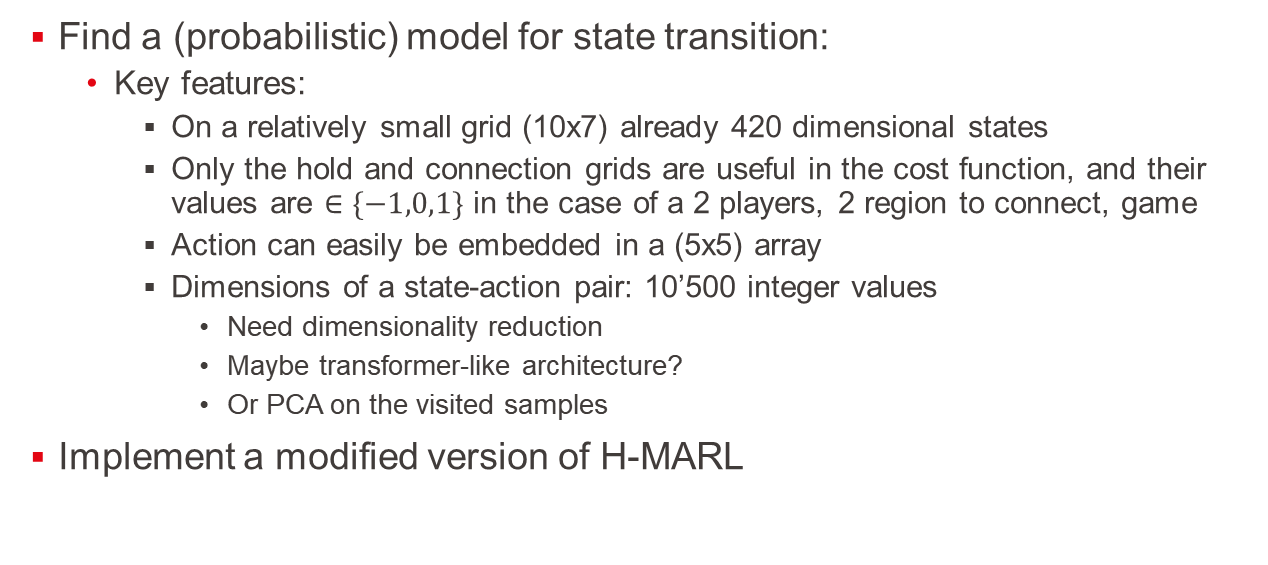 Find a (probabilistic) model for state transition:
Key features:
On a relatively small grid (10x7) already 420 dimensional states
Only the hold and connection grids are useful in the cost function, and their
values are ∈ {−1,0,1} in the case of a 2 players, 2 region to connect, game
Action can easily be embedded in a (5x5) array
Dimensions of a state-action pair: 10’500 integer values
Need dimensionality reduction
Maybe transformer-like architecture?
Or PCA on the visited samples
Implement a modified version of H-MARL